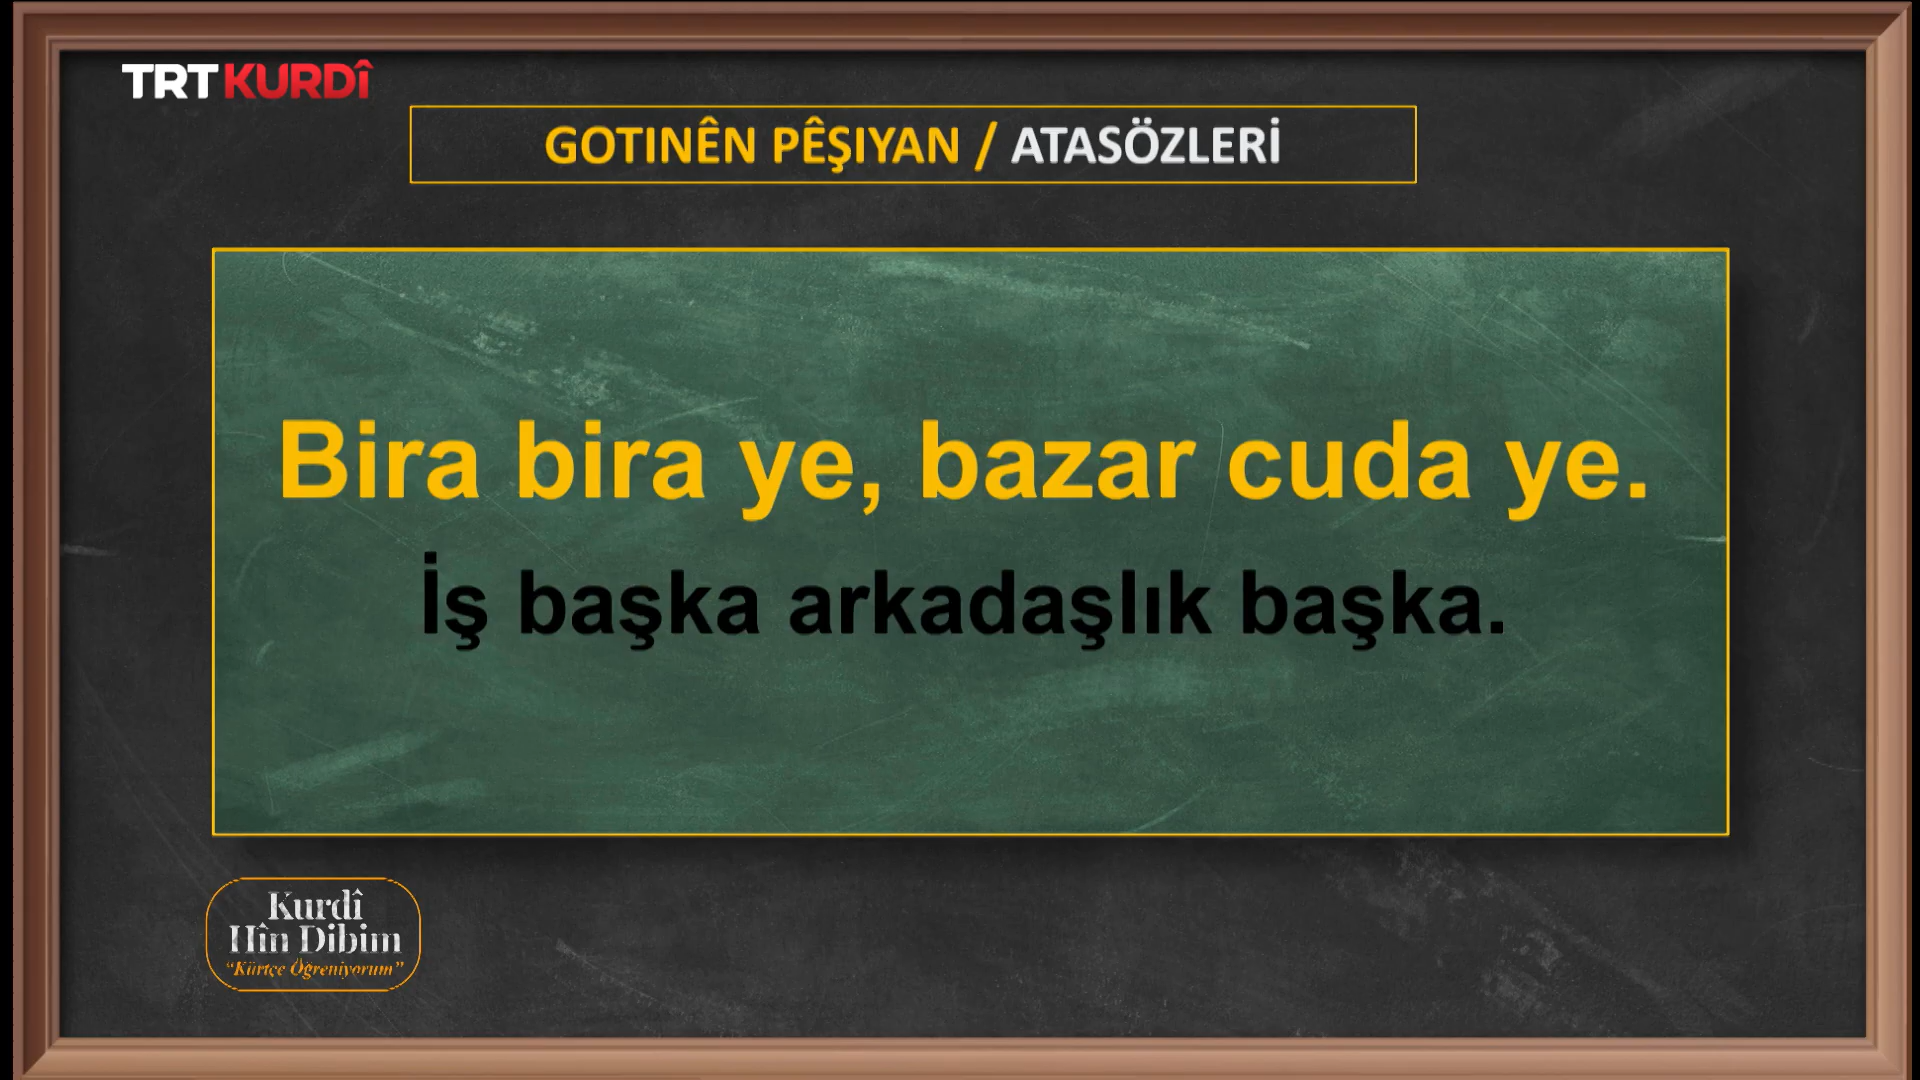 TRT KURDÎ
GOTINÊN PÊŞIYAN / ATASÖZLERİ
Bira bira ye, bazar cuda ye.
İş başka arkadaşlık başka.
Kurdî
Hîn Dibim
“Kürtçe Öğreniyorum”